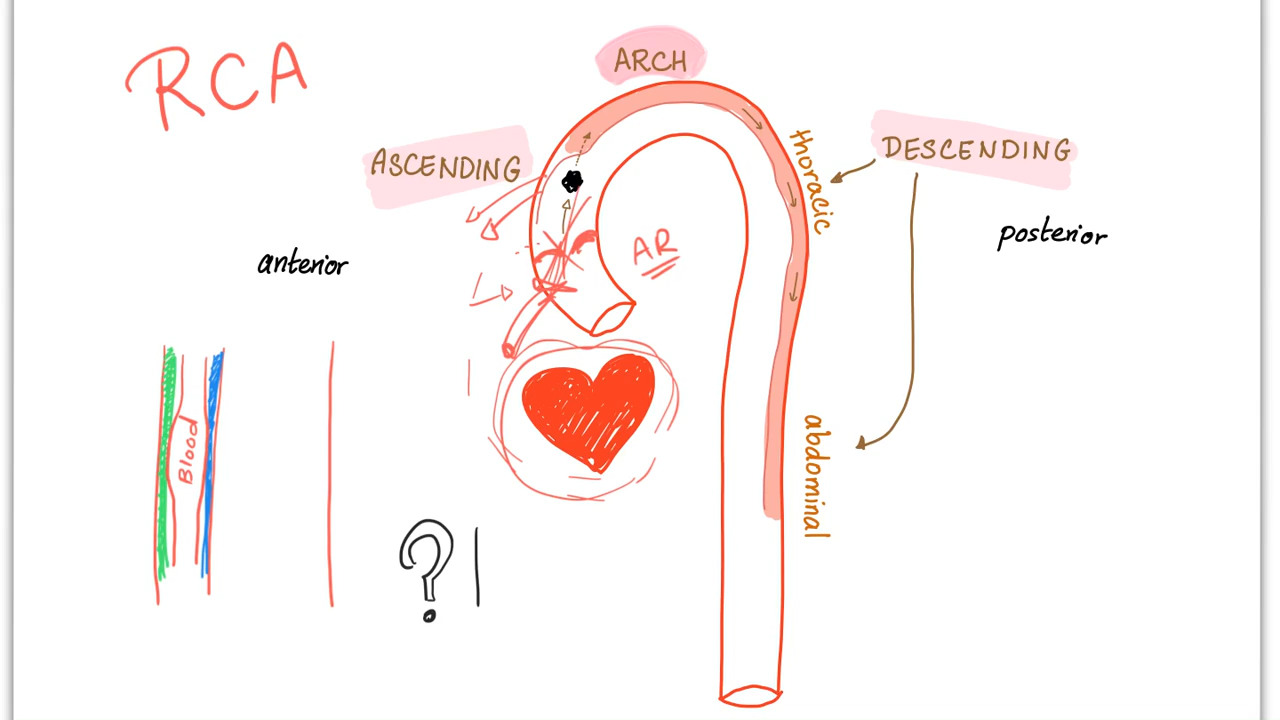 RCA
ARCH
ASCENDING
DESCENDING
thoracic
anterior
posterior
AR
Blood
abdominal
?